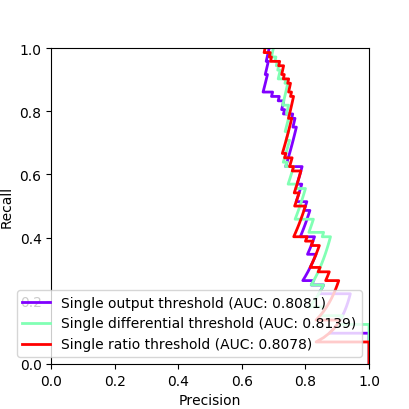 1.0
0.8
0.6
0.4
0.2
0.0
Recall
Single output threshold (AUC: 0.8081)
Single differential threshold (AUC: 0.8139)
Single ratio threshold (AUC: 0.8078)
0.0 0.2 0.4 0.6 0.8 1.0
Precision